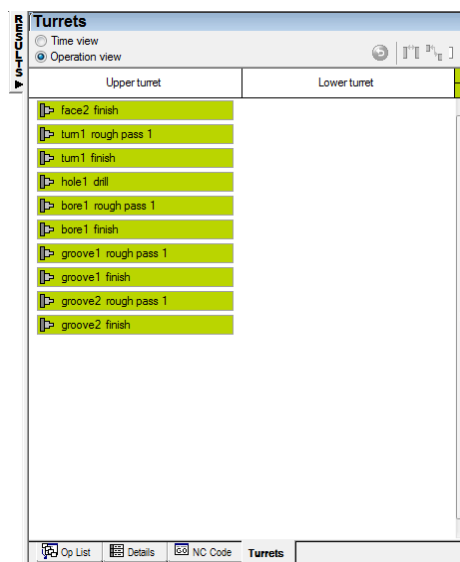 RESULTS
Turrets
Time view
Operation view
Upper turret
Lower turret
face2 finish
turn1 rough pass 1
turn1 finish
hole1 drill
bore1 rough pass 1
bore1 finish
groove1 rough pass 1
groove1 finish
groove2 rough pass 1
groove2 finish
Op List
Details
NC Code
Turrets